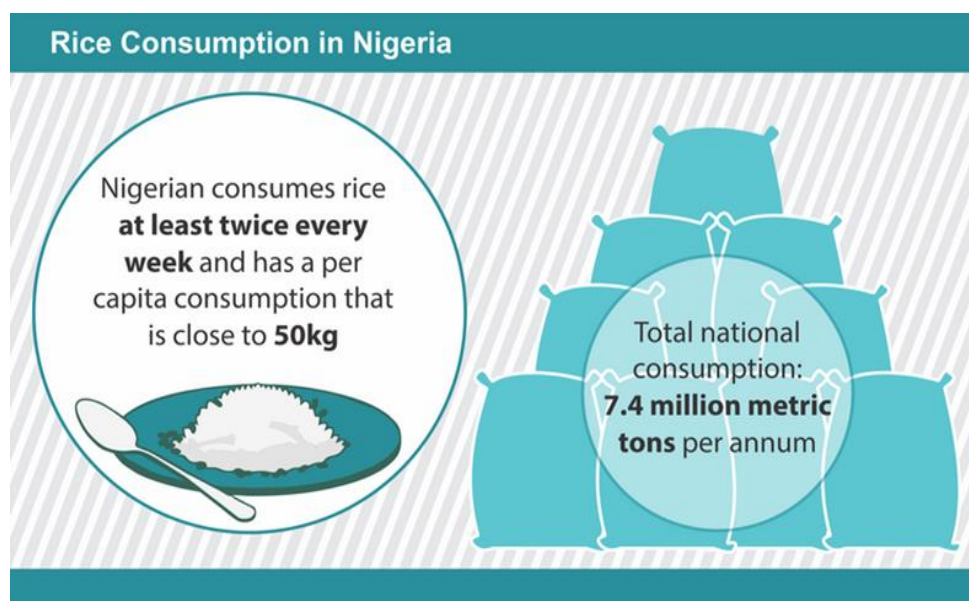 Rice Consumption in Nigeria
Nigerian consumes rice
at least twice every
week and has a per
capita consumption that
is close to 50kg
Total national
consumption:
7.4 million metric
tons per annum